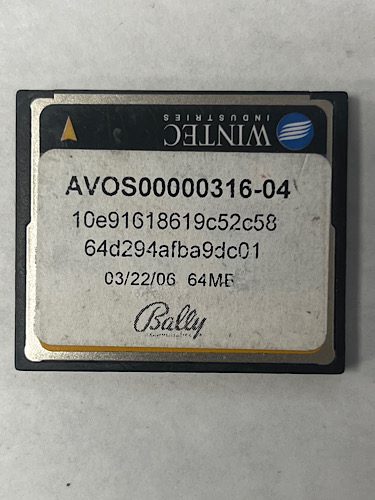 WINTEC
INDUSTRIES
AVOS00000316-04
10e91618619c52c58
64d294afba9dc01
03/22/06 64MB
Bally